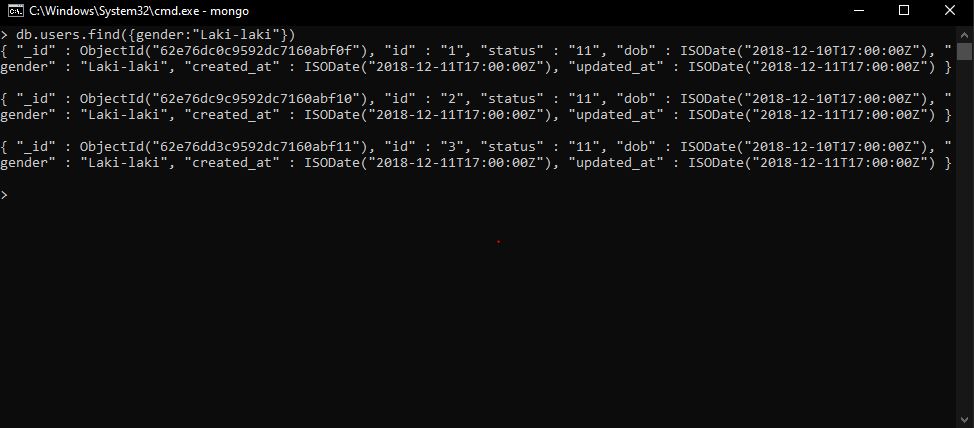 C:\Windows\System32\cmd.exe - mongo
> db.users.find({gender:"Laki-laki"})
{ "_id" : ObjectId("62e76dc0c9592dc7160abf0f"), "id" : "1", "status" : "11", "dob" : ISODate("2018-12-10T17:00:00Z"), "
gender" : "Laki-laki", "created_at" : ISODate("2018-12-11T17:00:00Z"), "updated_at" : ISODate("2018-12-11T17:00:00Z") }
{ "_id" : ObjectId("62e76dc9c9592dc7160abf10"), "id" : "2", "status" : "11", "dob" : ISODate("2018-12-10T17:00:00Z"), "
gender" : "Laki-laki", "created_at" : ISODate("2018-12-11T17:00:00Z"), "updated_at" : ISODate("2018-12-11T17:00:00Z") }
{ "_id" : ObjectId("62e76dd3c9592dc7160abf11"), "id" : "3", "status" : "11", "dob" : ISODate("2018-12-10T17:00:00Z"), "
gender" : "Laki-laki", "created_at" : ISODate("2018-12-11T17:00:00Z"), "updated_at" : ISODate("2018-12-11T17:00:00Z") }
>